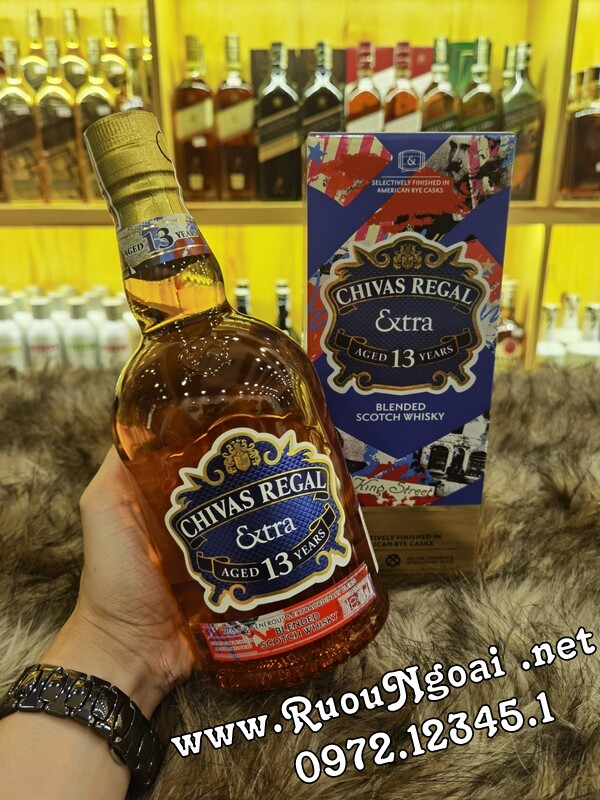 AGED 13 YEARS
SELECTIVELY FINISHED IN
AMERICAN RYE CASKS
CHIVAS REGAL
Extra
AGED 13 YEARS
BLENDED
SCOTCH WHISKY
King Street
CHIVAS REGAL
Extra
AGED 13 YEARS
BLENDED
SCOTCH WHISKY
www.RuouNgoai .net
0972.12345.1